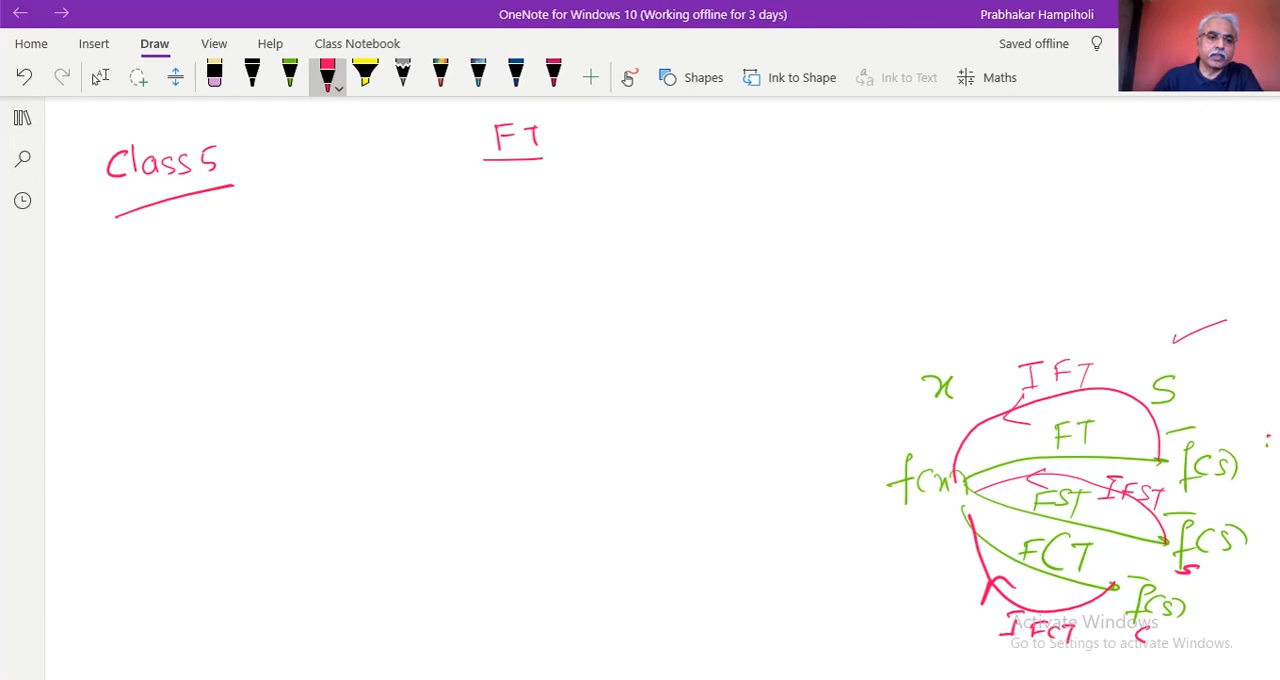 OneNote for Windows 10 (Working offline for 3 days)
Prabhakar Hampiholi
Home Insert Draw View Help Class Notebook
Saved offline
Shapes Ink to Shape Ink to Text Maths
FT
Class 5
IFT
x S
FT
f(x) f̅(s)
IFST
FST
f̅s(s)
FCT
f̅c(s)
IFCT
Activate Windows
Go to Settings to activate Windows.